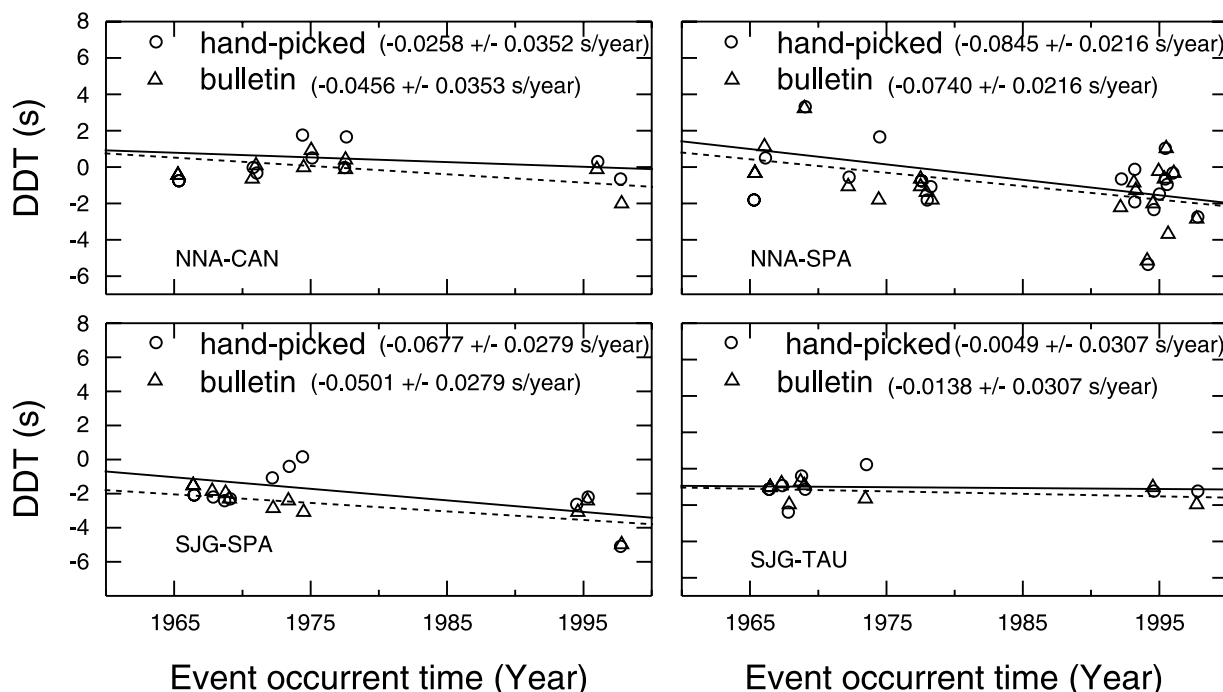 8
6
4
2
0
-2
-4
-6
DDT (s)
hand-picked (-0.0258 +/- 0.0352 s/year)
bulletin (-0.0456 +/- 0.0353 s/year)
NNA-CAN
hand-picked (-0.0845 +/- 0.0216 s/year)
bulletin (-0.0740 +/- 0.0216 s/year)
NNA-SPA
8
6
4
2
0
-2
-4
-6
8
DDT (s)
hand-picked (-0.0677 +/- 0.0279 s/year)
bulletin (-0.0501 +/- 0.0279 s/year)
SJG-SPA
hand-picked (-0.0049 +/- 0.0307 s/year)
bulletin (-0.0138 +/- 0.0307 s/year)
SJG-TAU
1965 1975 1985 1995
1965 1975 1985 1995
Event occurrent time (Year)
Event occurrent time (Year)